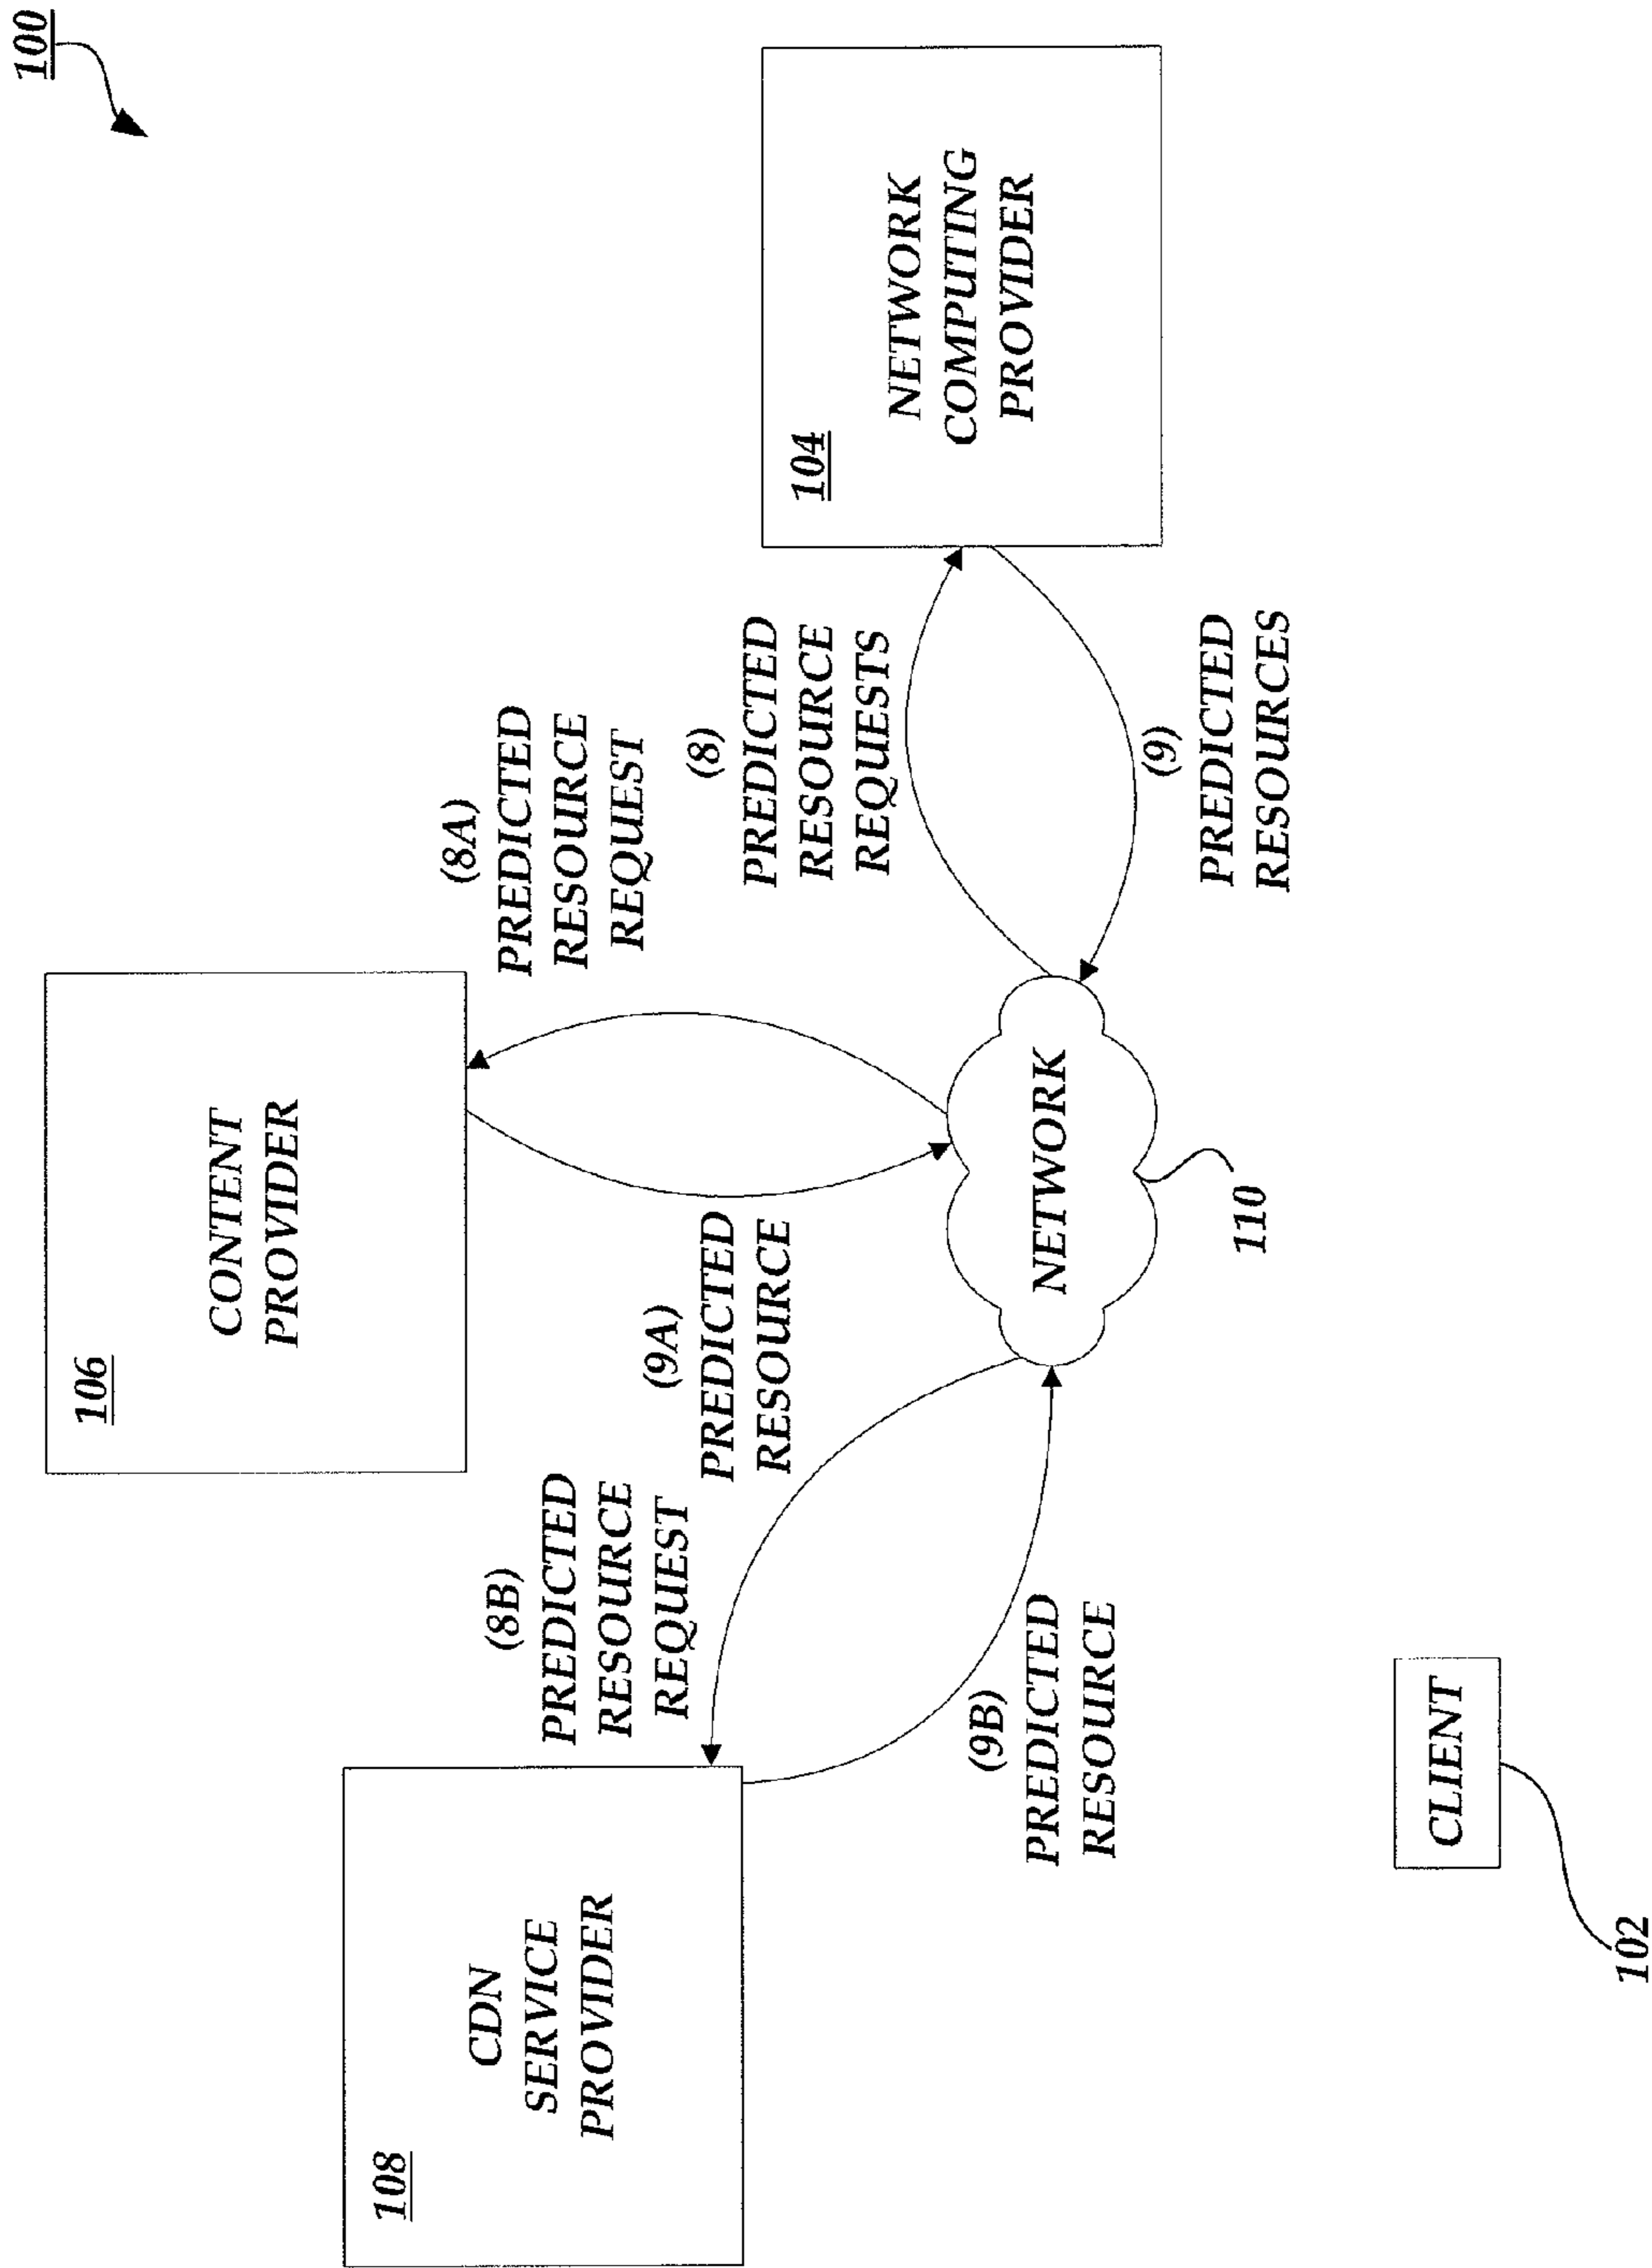 100
106
CONTENT
PROVIDER
108
CDN
SERVICE
PROVIDER
(8B)
PREDICTED
RESOURCE
REQUEST
(9A)
PREDICTED
RESOURCE
(8A)
PREDICTED
RESOURCE
REQUEST
(8)
PREDICTED
RESOURCE
REQUESTS
104
NETWORK
COMPUTING
PROVIDER
(9B)
PREDICTED
RESOURCE
NETWORK
110
(9)
PREDICTED
RESOURCES
CLIENT
102